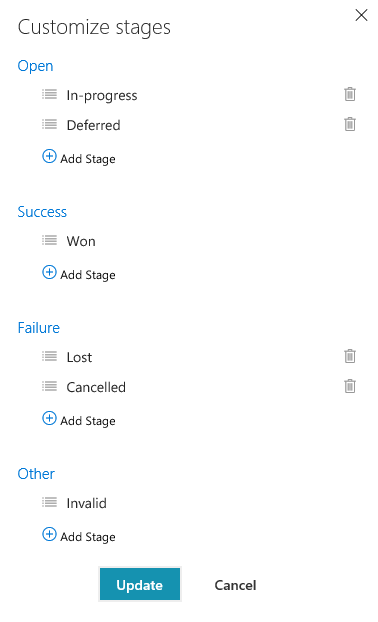 Customize stages
Open
In-progress
Deferred
Add Stage
Success
Won
Add Stage
Failure
Lost
Cancelled
Add Stage
Other
Invalid
Add Stage
Update Cancel